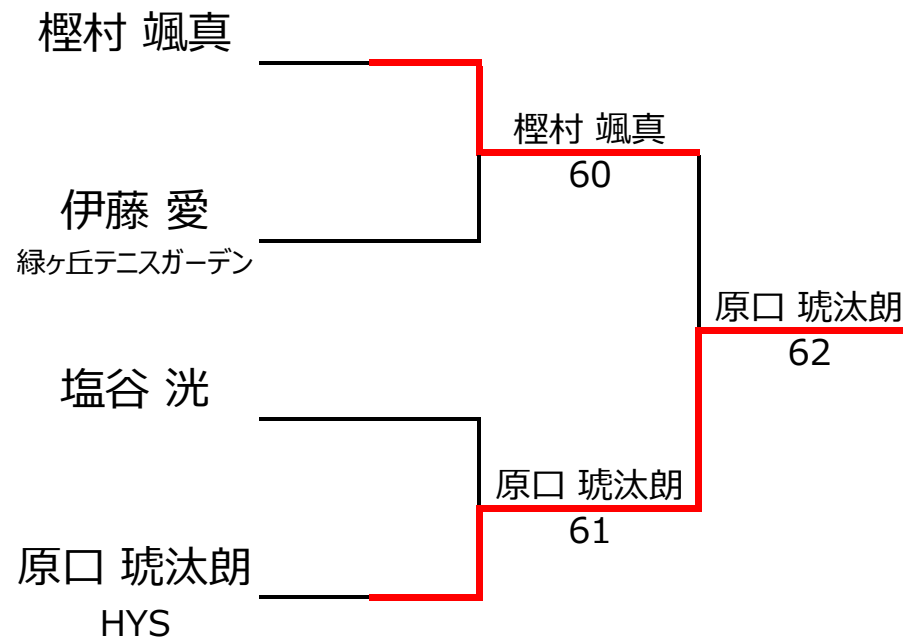 樫村 颯真
樫村 颯真
60
伊藤 愛
緑ヶ丘テニスガーデン
原口 琥汰朗
62
塩谷 洸
原口 琥汰朗
61
原口 琥汰朗
HYS